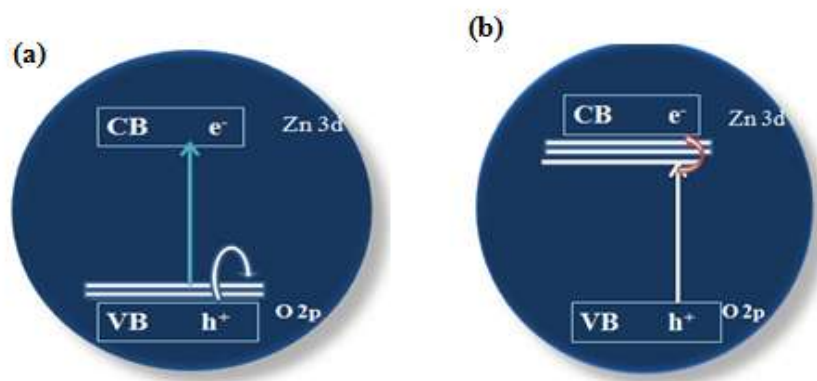 (a)
CB e⁻ Zn 3d
VB h⁺ O 2p
(b)
CB e⁻ Zn 3d
VB h⁺ O 2p